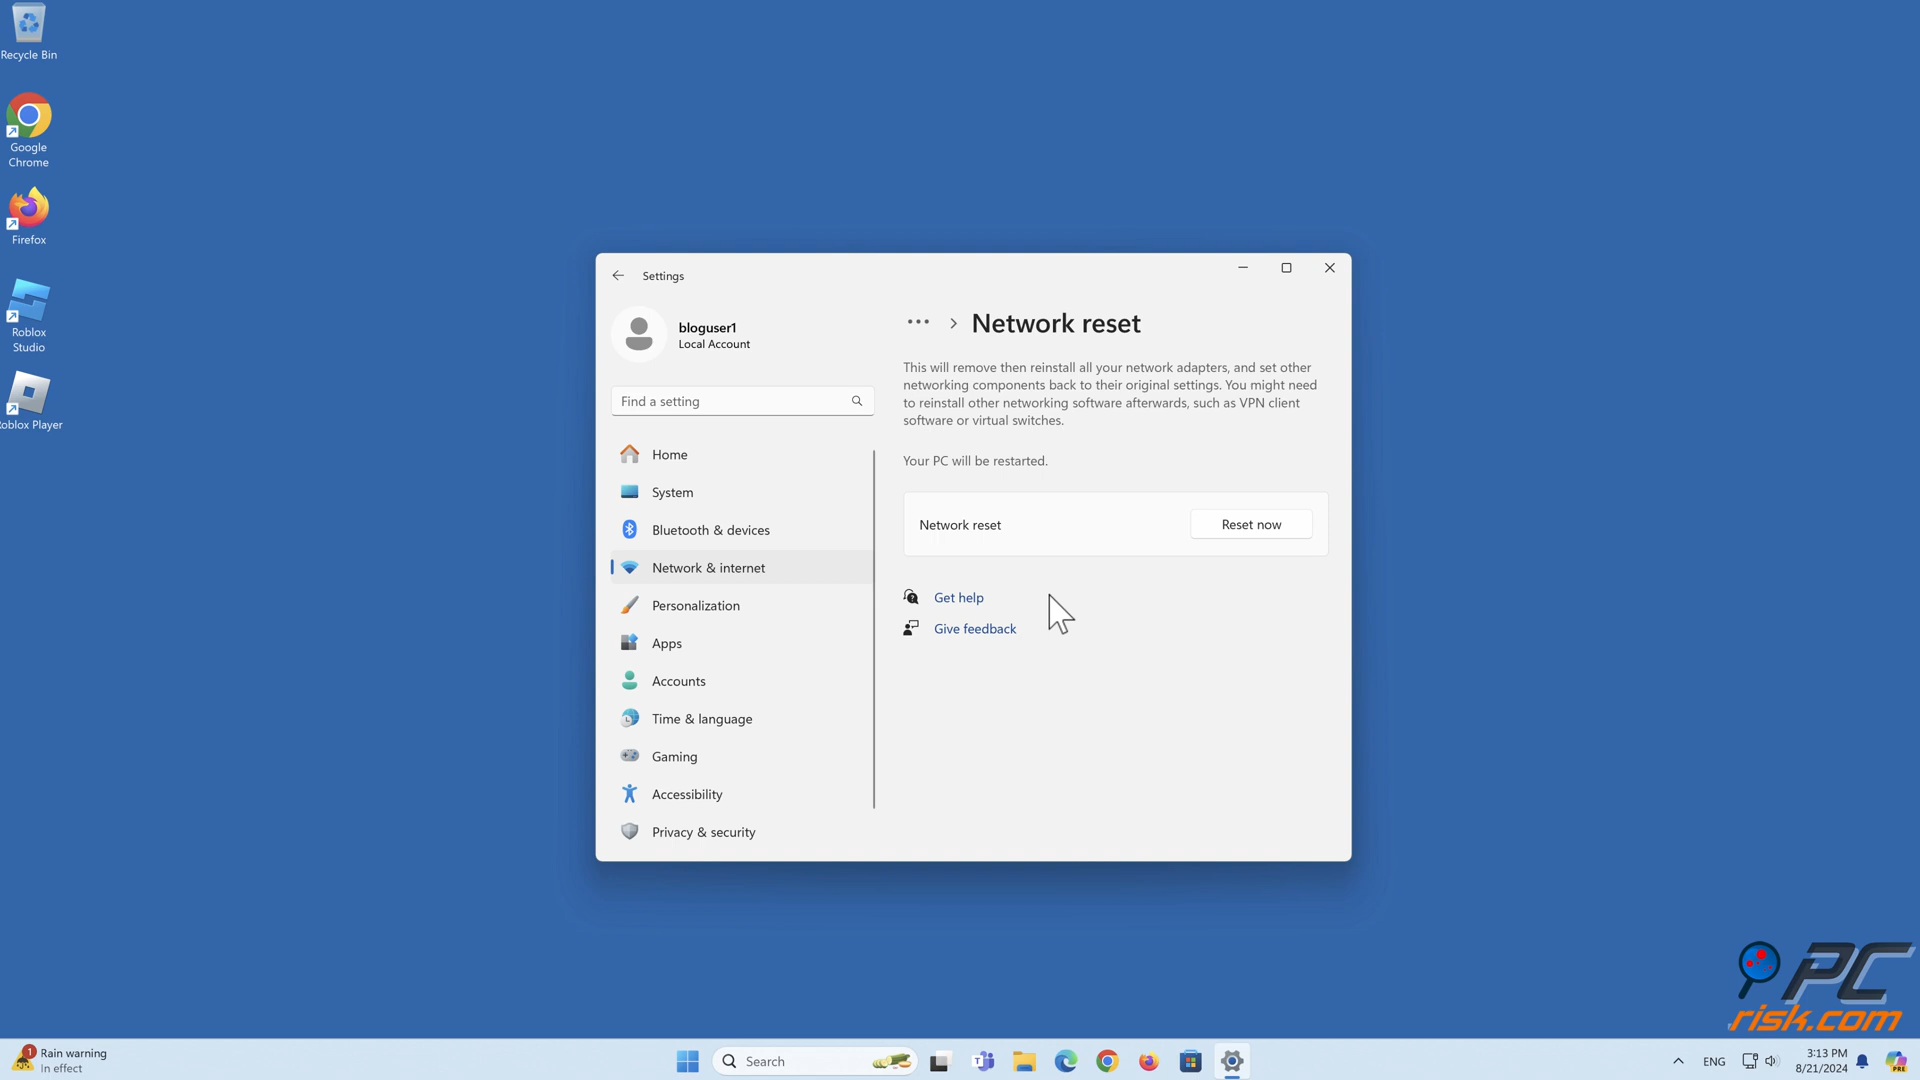 Recycle Bin
Google
Chrome
Firefox
Roblox
Studio
oblox Player
Settings
bloguser1
Local Account
Find a setting
Home
System
Bluetooth & devices
Network & internet
Personalization
Apps
Accounts
Time & language
Gaming
Accessibility
Privacy & security
Network reset
This will remove then reinstall all your network adapters, and set other
networking components back to their original settings. You might need
to reinstall other networking software afterwards, such as VPN client
software or virtual switches.
Your PC will be restarted.
Network reset
Reset now
Get help
Give feedback
PC
risk.com
1
Rain warning
In effect
Search
ENG
3:13 PM
8/21/2024
PRE